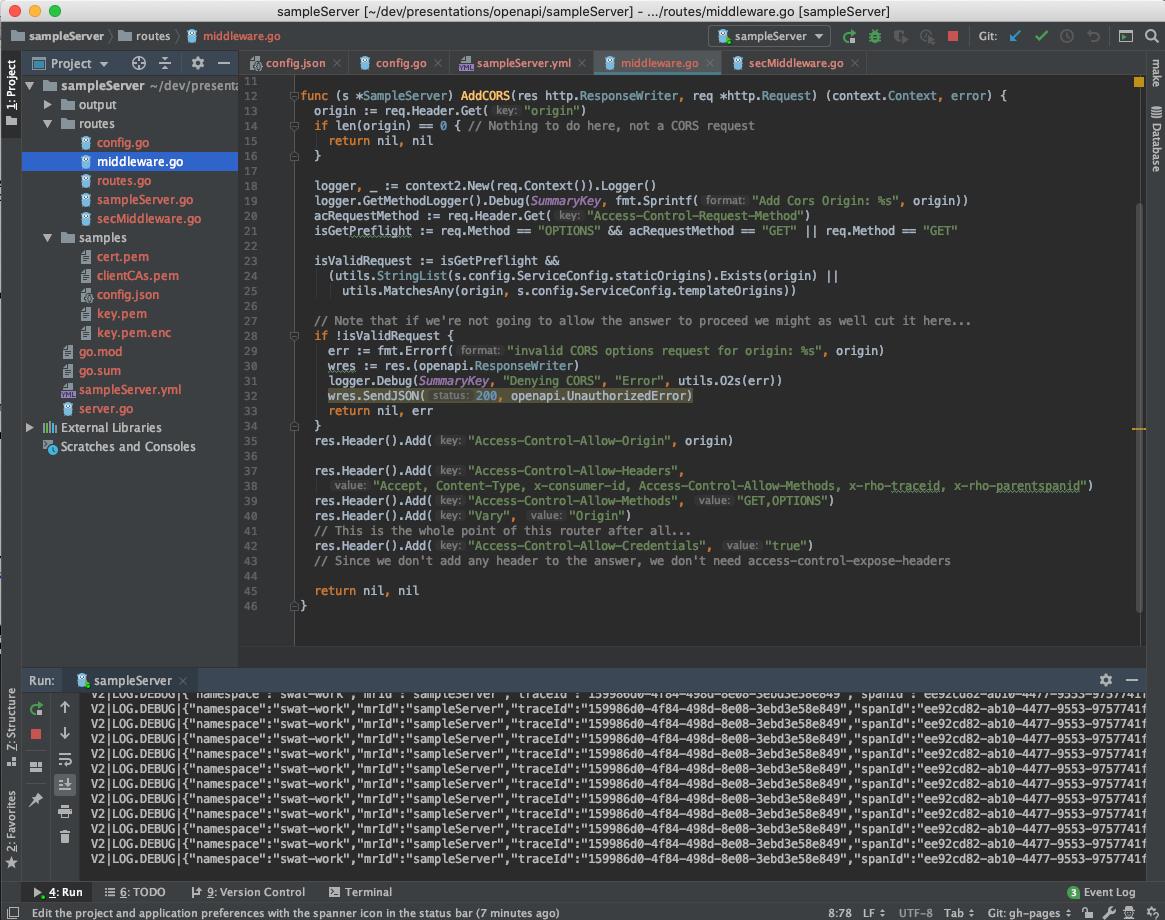 sampleServer [~/dev/presentations/openapi/sampleServer] - .../routes/middleware.go [sampleServer]
sampleServer routes middleware.go sampleServer Git:
1: Project
Project
config.json config.go sampleServer.yml middleware.go secMiddleware.go
make
Database
sampleServer ~/dev/presenta
output
routes
config.go
middleware.go
routes.go
sampleServer.go
secMiddleware.go
samples
cert.pem
clientCAs.pem
config.json
key.pem
key.pem.enc
go.mod
go.sum
sampleServer.yml
server.go
External Libraries
Scratches and Consoles
11
12 func (s *SampleServer) AddCORS(res http.ResponseWriter, req *http.Request) (context.Context, error) {
13 origin := req.Header.Get( key: "origin")
14 if len(origin) == 0 { // Nothing to do here, not a CORS request
15 return nil, nil
16 }
17
18 logger, _ := context2.New(req.Context()).Logger()
19 logger.GetMethodLogger().Debug(SummaryKey, fmt.Sprintf( format: "Add Cors Origin: %s", origin))
20 acRequestMethod := req.Header.Get( key: "Access-Control-Request-Method")
21 isGetPreflight := req.Method == "OPTIONS" && acRequestMethod == "GET" || req.Method == "GET"
22
23 isValidRequest := isGetPreflight &&
24 (utils.StringList(s.config.ServiceConfig.staticOrigins).Exists(origin) ||
25 utils.MatchesAny(origin, s.config.ServiceConfig.templateOrigins))
26
27 // Note that if we're not going to allow the answer to proceed we might as well cut it here...
28 if !isValidRequest {
29 err := fmt.Errorf( format: "invalid CORS options request for origin: %s", origin)
30 wres := res.(openapi.ResponseWriter)
31 logger.Debug(SummaryKey, "Denying CORS", "Error", utils.O2s(err))
32 wres.SendJSON( status: 200, openapi.UnauthorizedError)
33 return nil, err
34 }
35 res.Header().Add( key: "Access-Control-Allow-Origin", origin)
36
37 res.Header().Add( key: "Access-Control-Allow-Headers",
38 value: "Accept, Content-Type, x-consumer-id, Access-Control-Allow-Methods, x-rho-traceid, x-rho-parentspanid")
39 res.Header().Add( key: "Access-Control-Allow-Methods", value: "GET,OPTIONS")
40 res.Header().Add( key: "Vary", value: "Origin")
41 // This is the whole point of this router after all...
42 res.Header().Add( key: "Access-Control-Allow-Credentials", value: "true")
43 // Since we don't add any header to the answer, we don't need access-control-expose-headers
44
45 return nil, nil
46 }
Run: sampleServer
Z: Structure
2: Favorites
V2|LOG.DEBUG|{"namespace":"swat-work","mrId":"sampleServer","traceId":"159986d0-4f84-498d-8e08-3ebd3e58e849","spanId":"ee92cd82-ab10-4477-9553-9757741f
V2|LOG.DEBUG|{"namespace":"swat-work","mrId":"sampleServer","traceId":"159986d0-4f84-498d-8e08-3ebd3e58e849","spanId":"ee92cd82-ab10-4477-9553-9757741f
V2|LOG.DEBUG|{"namespace":"swat-work","mrId":"sampleServer","traceId":"159986d0-4f84-498d-8e08-3ebd3e58e849","spanId":"ee92cd82-ab10-4477-9553-9757741f
V2|LOG.DEBUG|{"namespace":"swat-work","mrId":"sampleServer","traceId":"159986d0-4f84-498d-8e08-3ebd3e58e849","spanId":"ee92cd82-ab10-4477-9553-9757741f
V2|LOG.DEBUG|{"namespace":"swat-work","mrId":"sampleServer","traceId":"159986d0-4f84-498d-8e08-3ebd3e58e849","spanId":"ee92cd82-ab10-4477-9553-9757741f
V2|LOG.DEBUG|{"namespace":"swat-work","mrId":"sampleServer","traceId":"159986d0-4f84-498d-8e08-3ebd3e58e849","spanId":"ee92cd82-ab10-4477-9553-9757741f
V2|LOG.DEBUG|{"namespace":"swat-work","mrId":"sampleServer","traceId":"159986d0-4f84-498d-8e08-3ebd3e58e849","spanId":"ee92cd82-ab10-4477-9553-9757741f
V2|LOG.DEBUG|{"namespace":"swat-work","mrId":"sampleServer","traceId":"159986d0-4f84-498d-8e08-3ebd3e58e849","spanId":"ee92cd82-ab10-4477-9553-9757741f
V2|LOG.DEBUG|{"namespace":"swat-work","mrId":"sampleServer","traceId":"159986d0-4f84-498d-8e08-3ebd3e58e849","spanId":"ee92cd82-ab10-4477-9553-9757741f
V2|LOG.DEBUG|{"namespace":"swat-work","mrId":"sampleServer","traceId":"159986d0-4f84-498d-8e08-3ebd3e58e849","spanId":"ee92cd82-ab10-4477-9553-9757741f
V2|LOG.DEBUG|{"namespace":"swat-work","mrId":"sampleServer","traceId":"159986d0-4f84-498d-8e08-3ebd3e58e849","spanId":"ee92cd82-ab10-4477-9553-9757741f
V2|LOG.DEBUG|{"namespace":"swat-work","mrId":"sampleServer","traceId":"159986d0-4f84-498d-8e08-3ebd3e58e849","spanId":"ee92cd82-ab10-4477-9553-9757741f
4: Run 6: TODO 9: Version Control Terminal 3 Event Log
Edit the project and application preferences with the spanner icon in the status bar (7 minutes ago) 8:78 LF UTF-8 Tab Git: gh-pages